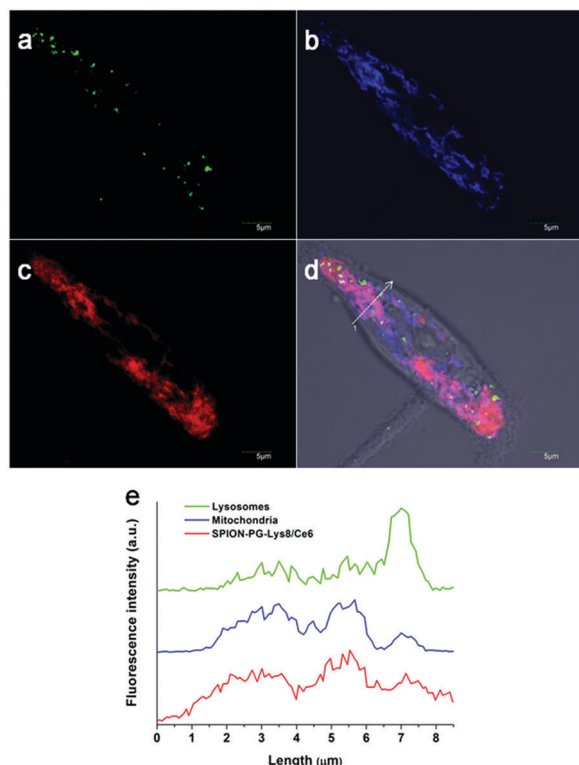 a
b
5μm
5μm
c
d
1
5μm
5μm
e
Lysosomes
Mitochondria
SPION-PG-Lys8/Ce6
Fluorescence intensity (a.u.)
0 1 2 3 4 5 6 7 8
Length (μm)